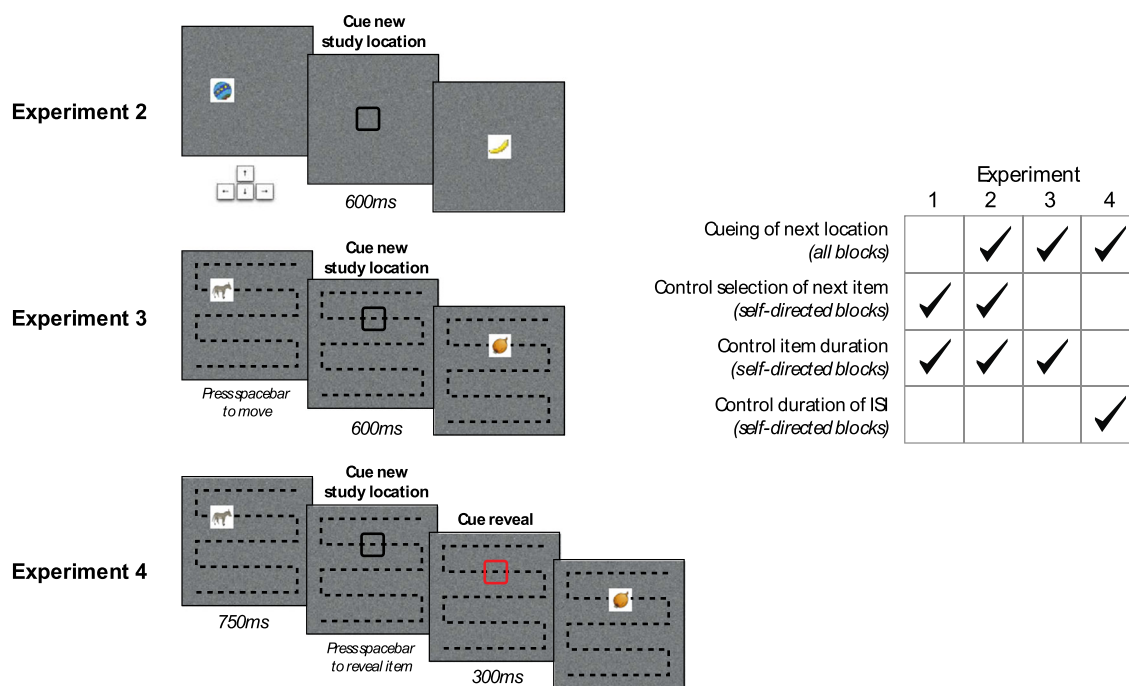 Cue new
study location
Experiment 2
↑
← ↓ →
600ms
Cue new
study location
Experiment 3
Press spacebar
to move
600ms
Cue new
study location
Cue reveal
Experiment 4
750ms
Press spacebar
to reveal item
300ms
Experiment
1 2 3 4
Cueing of next location
(all blocks)
Control selection of next item
(self-directed blocks)
Control item duration
(self-directed blocks)
Control duration of ISI
(self-directed blocks)